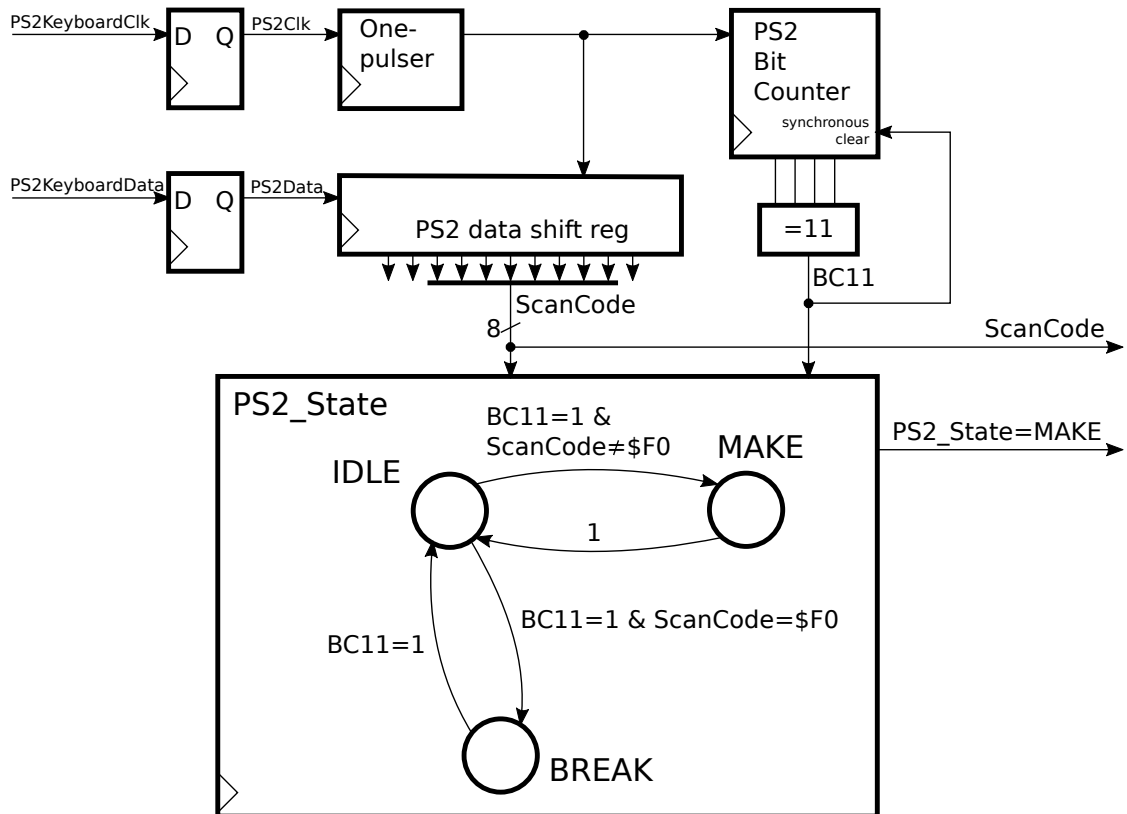 PS2KeyboardClk
D Q
PS2Clk
One-
pulser
PS2
Bit
Counter
synchronous
clear
PS2KeyboardData
D Q
PS2Data
PS2 data shift reg
=11
BC11
ScanCode
8
ScanCode
PS2_State
BC11=1 &
ScanCode≠$F0
MAKE
IDLE
1
PS2_State=MAKE
BC11=1 & ScanCode=$F0
BC11=1
BREAK